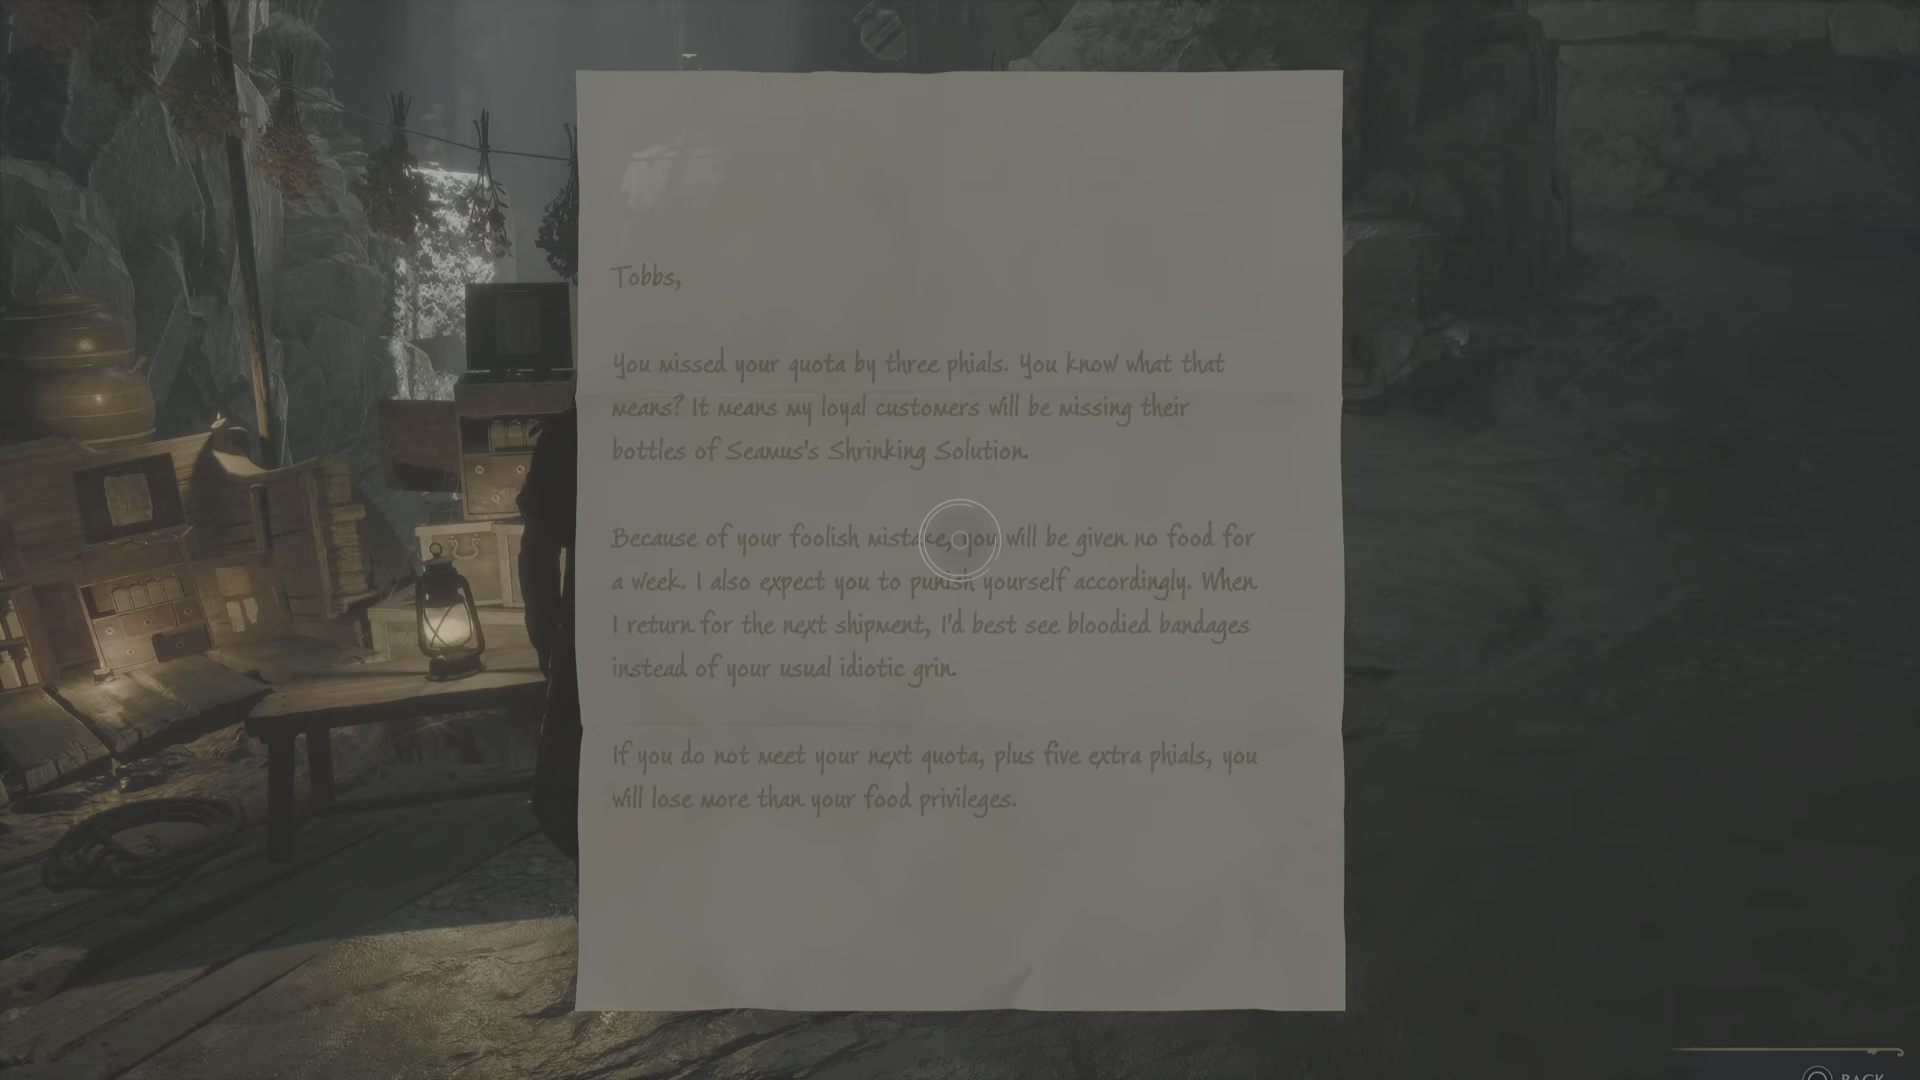 Tobbs,
You missed your quota by three phials. You know what that
means? It means my loyal customers will be missing their
bottles of Seamus's Shrinking Solution.
Because of your foolish mistake, you will be given no food for
a week. I also expect you to punish yourself accordingly. When
I return for the next shipment, I'd best see bloodied bandages
instead of your usual idiotic grin.
If you do not meet your next quota, plus five extra phials, you
will lose more than your food privileges.
BACK